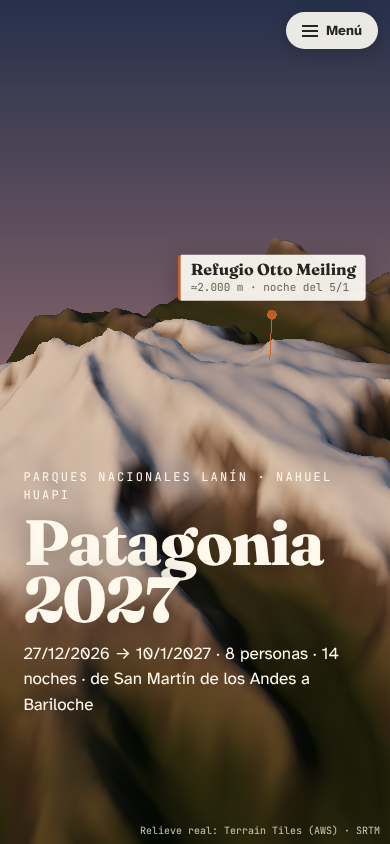 Menú
Refugio Otto Meiling
≈2.000 m · noche del 5/1
PARQUES NACIONALES LANÍN · NAHUEL
HUAPI
Patagonia
2027
27/12/2026 → 10/1/2027 · 8 personas · 14
noches · de San Martín de los Andes a
Bariloche
Relieve real: Terrain Tiles (AWS) · SRTM